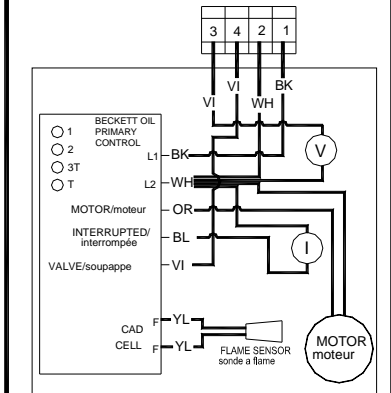 3 4 2 1
VI
BK
VI
WH
BECKETT OIL
PRIMARY
CONTROL
1
2
3T
T
L1
BK
V
L2
WH
MOTOR/moteur
OR
INTERRUPTED/
interrompée
BL
I
VALVE/soupappe
VI
F
YL
CAD
CELL
F
YL
FLAME SENSOR
sonde a flame
MOTOR
moteur